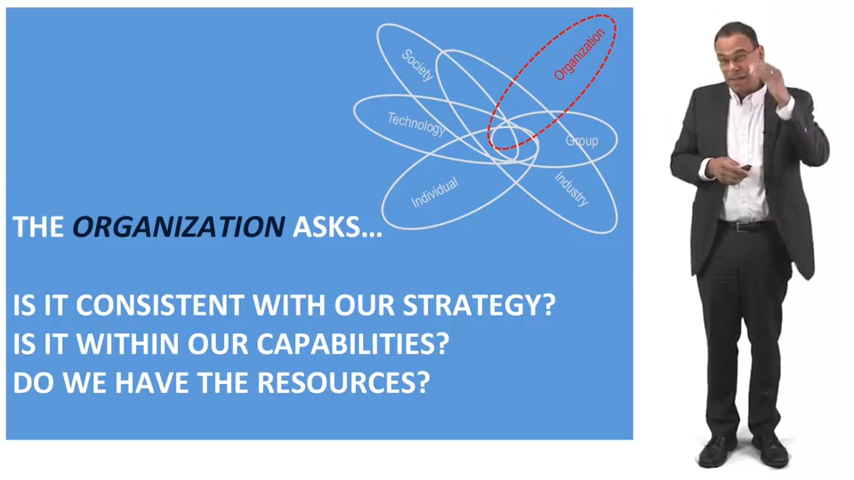 Society
Organization
Technology
Group
Individual
Industry
THE ORGANIZATION ASKS...
IS IT CONSISTENT WITH OUR STRATEGY?
IS IT WITHIN OUR CAPABILITIES?
DO WE HAVE THE RESOURCES?